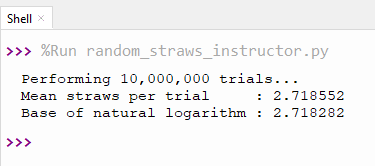 Shell ×
>>> %Run random_straws_instructor.py
Performing 10,000,000 trials...
Mean straws per trial     : 2.718552
Base of natural logarithm : 2.718282
>>>